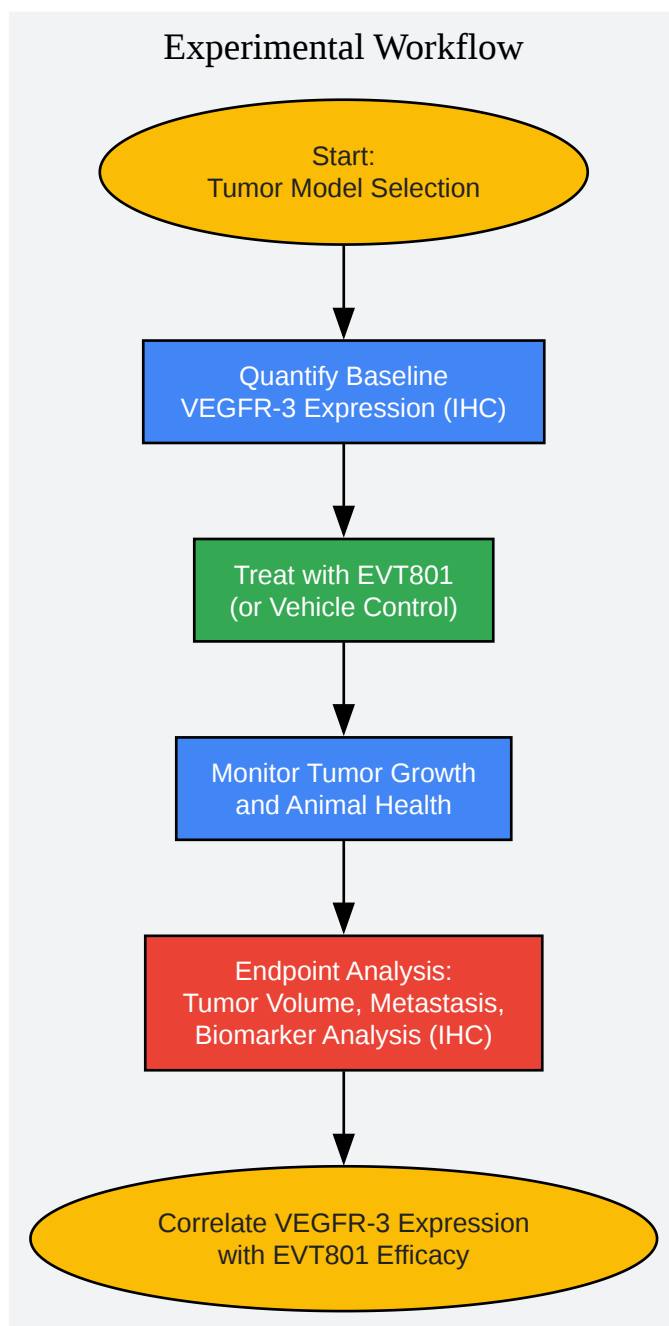 Experimental Workflow
Start:
Tumor Model Selection
Quantify Baseline
VEGFR-3 Expression (IHC)
Treat with EVT801
(or Vehicle Control)
Monitor Tumor Growth
and Animal Health
Endpoint Analysis:
Tumor Volume, Metastasis,
Biomarker Analysis (IHC)
Correlate VEGFR-3 Expression
with EVT801 Efficacy